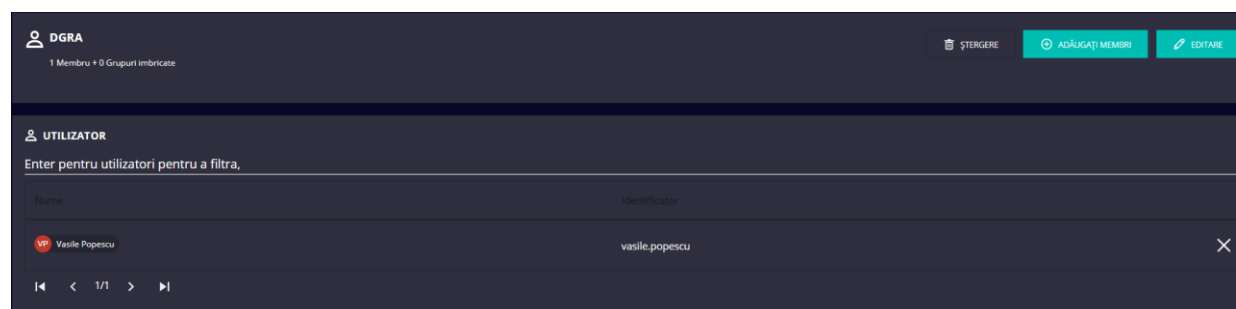 DGRA
1 Membru + 0 Grupuri imbricate
ȘTERGERE
ADĂUGAȚI MEMBRI
EDITARE
UTILIZATOR
Enter pentru utilizatori pentru a filtra,
Nume Identificator
VP Vasile Popescu vasile.popescu
1/1